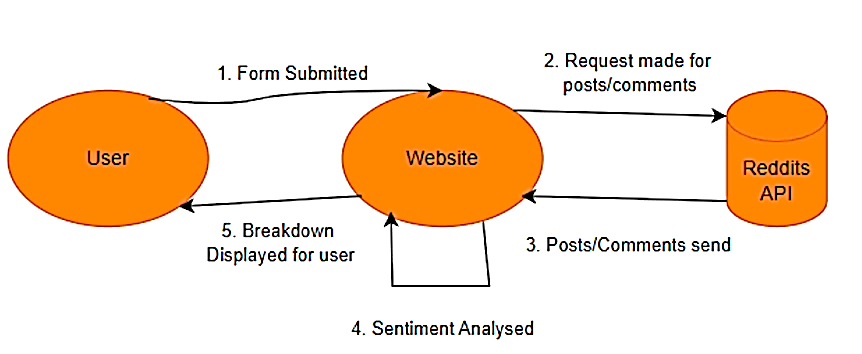 1. Form Submitted
2. Request made for
posts/comments
User
Website
Reddits
API
5. Breakdown
Displayed for user
3. Posts/Comments send
4. Sentiment Analysed